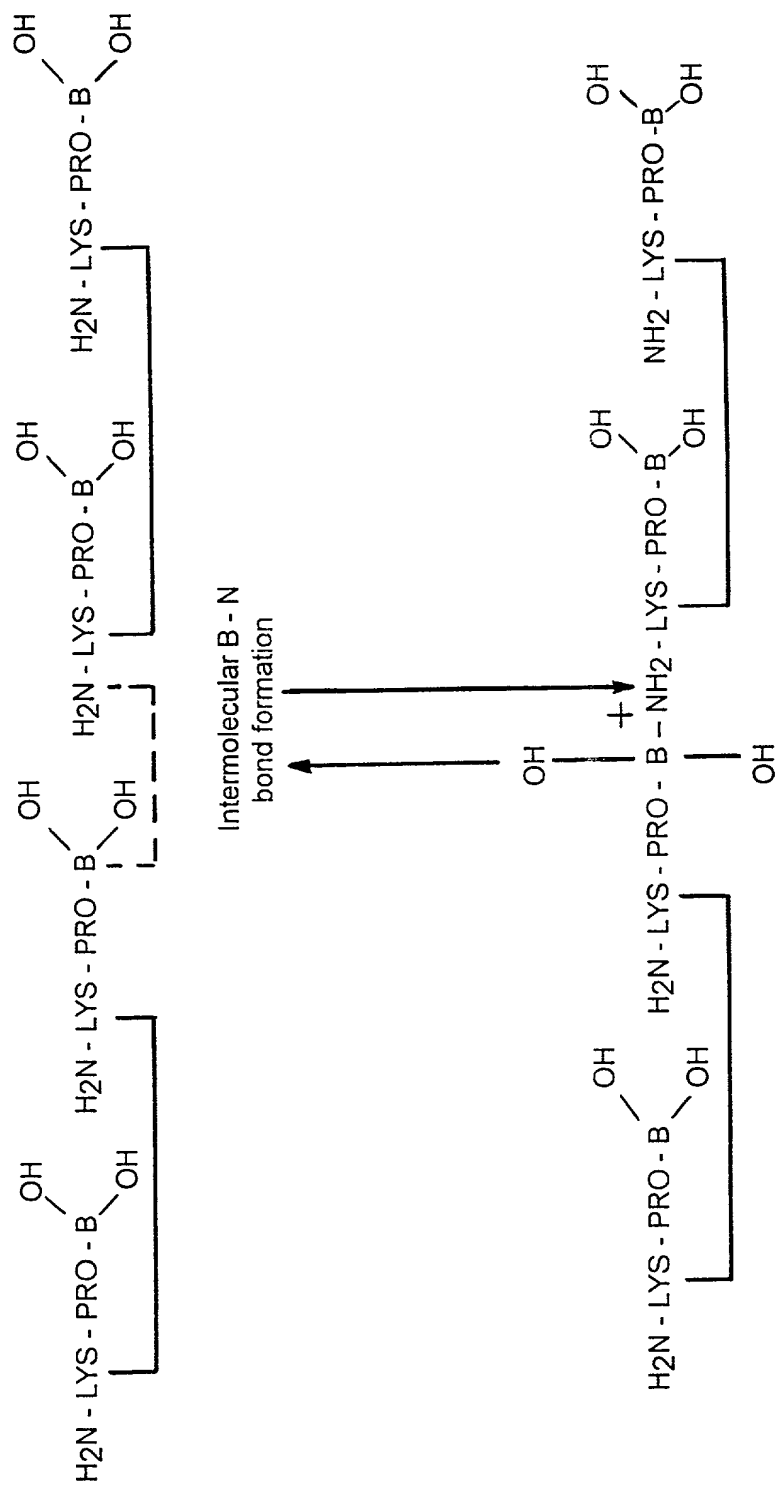 OH OH OH OH
H2N - LYS - PRO - B H2N - LYS - PRO - B H2N - LYS - PRO - B H2N - LYS - PRO - B
OH OH OH OH
Intermolecular B - N
bond formation
OH OH OH OH
+
H2N - LYS - PRO - B H2N - LYS - PRO - B – NH2 - LYS - PRO - B NH2 - LYS - PRO -B
OH OH OH OH